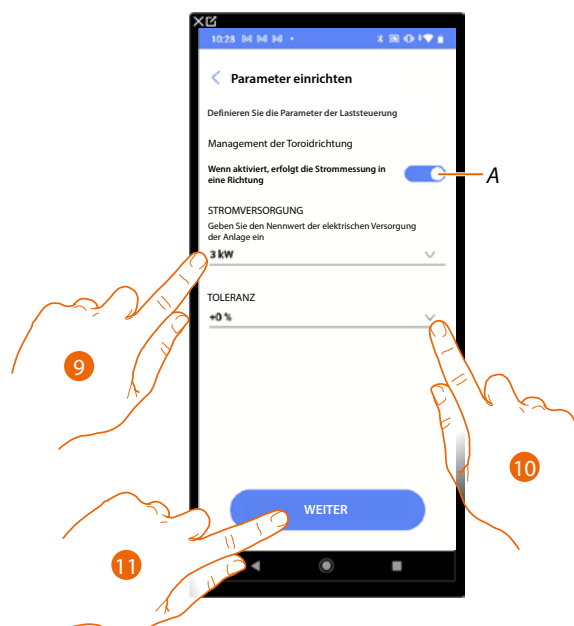 10:28
Parameter einrichten
Definieren Sie die Parameter der Laststeuerung
Management der Toroidrichtung
Wenn aktiviert, erfolgt die Strommessung in
eine Richtung
A
STROMVERSORGUNG
Geben Sie den Nennwert der elektrischen Versorgung
der Anlage ein
3 kW
TOLERANZ
+0 %
9
10
WEITER
11